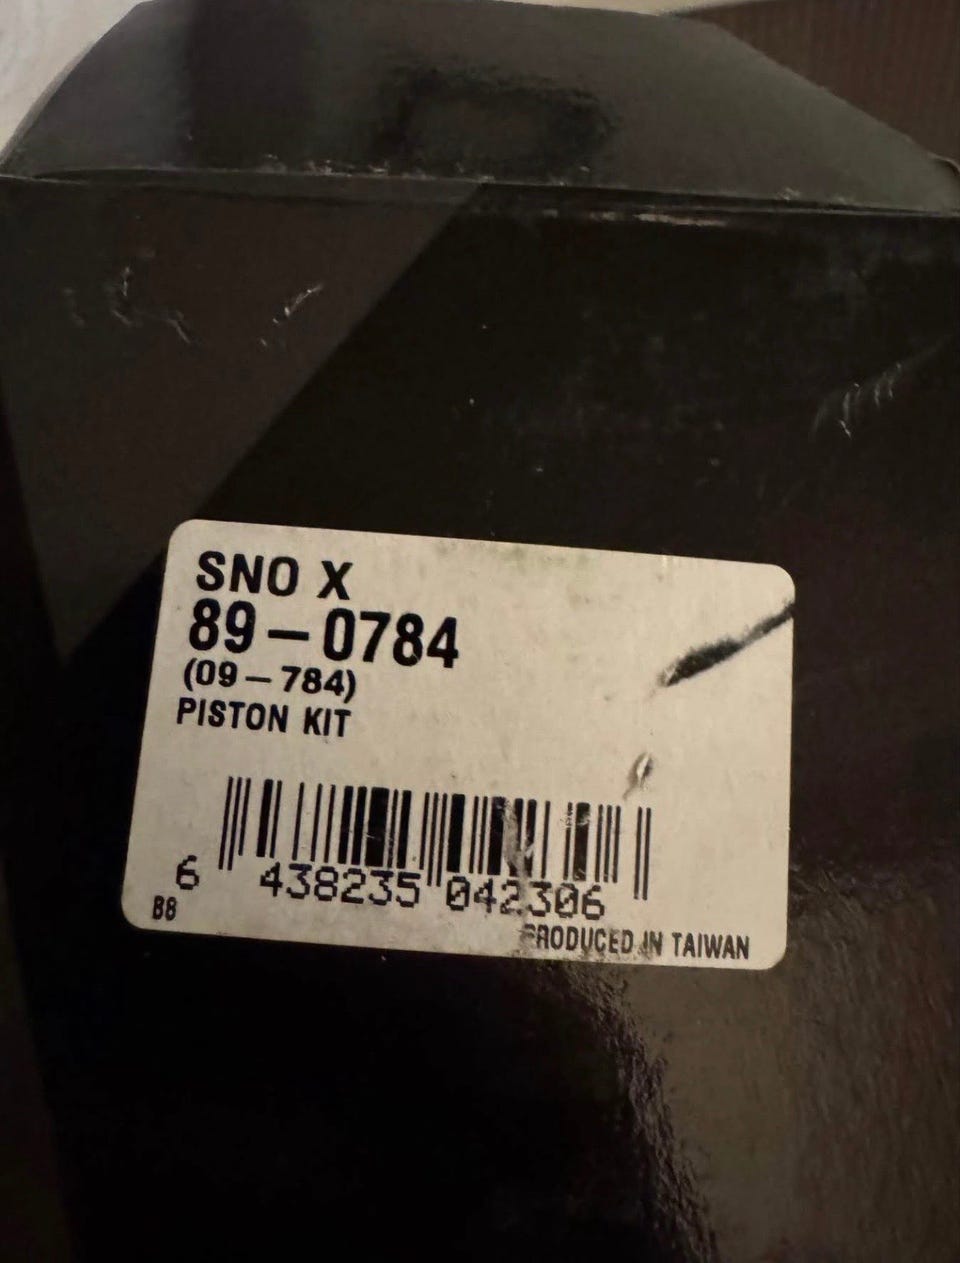 SNO X
89-0784
(09-784)
PISTON KIT
6 438235 042306
B8
PRODUCED IN TAIWAN